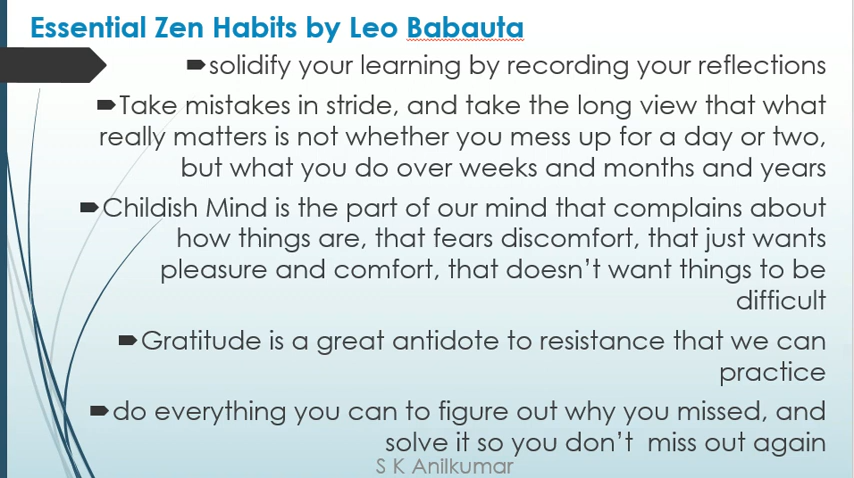 Essential Zen Habits by Leo Babauta
solidify your learning by recording your reflections
Take mistakes in stride, and take the long view that what
really matters is not whether you mess up for a day or two,
but what you do over weeks and months and years
Childish Mind is the part of our mind that complains about
how things are, that fears discomfort, that just wants
pleasure and comfort, that doesn't want things to be
difficult
Gratitude is a great antidote to resistance that we can
practice
do everything you can to figure out why you missed, and
solve it so you don't  miss out again
S K Anilkumar